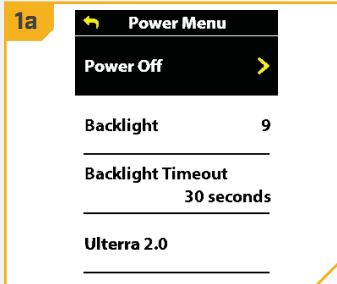 1a
Power Menu
Power Off
Backlight 9
Backlight Timeout
30 seconds
Ulterra 2.0